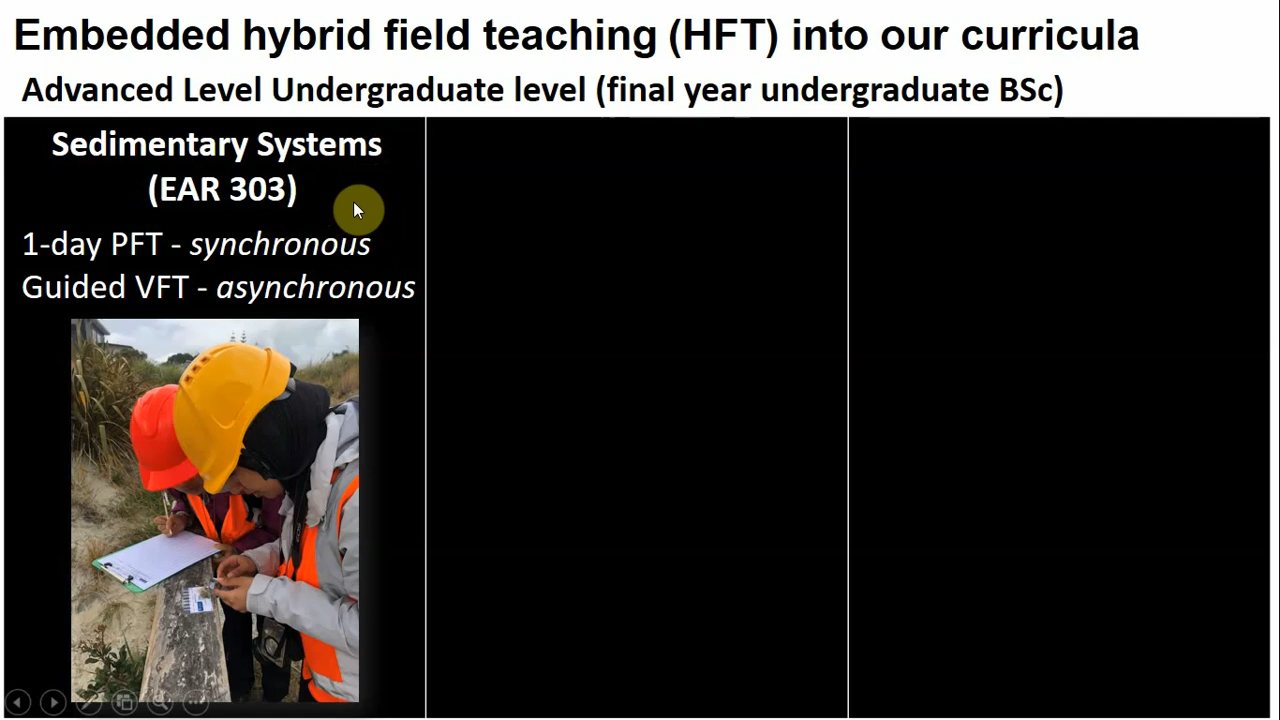 Embedded hybrid field teaching (HFT) into our curricula
Advanced Level Undergraduate level (final year undergraduate BSc)
Sedimentary Systems
(EAR 303)
1-day PFT - synchronous
Guided VFT - asynchronous